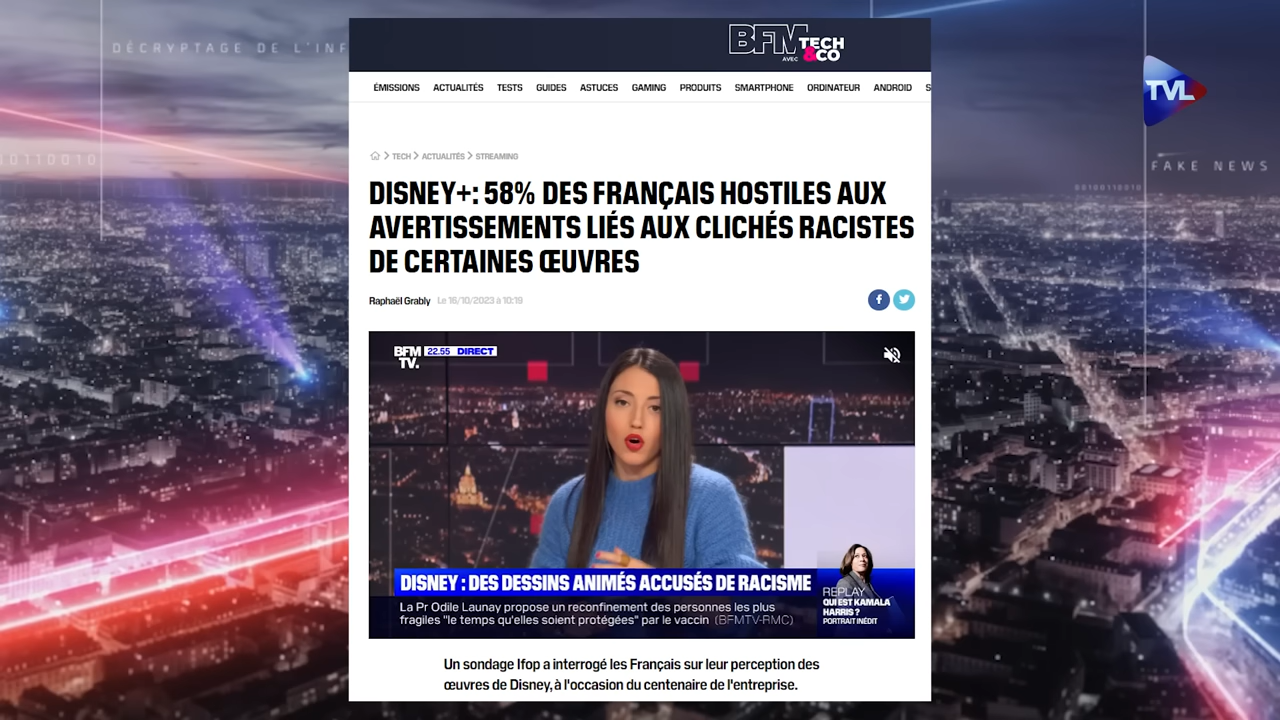 DÉCRYPTAGE DE L'INF
BFM
AVEC TECH
&CO
ÉMISSIONS ACTUALITÉS TESTS GUIDES ASTUCES GAMING PRODUITS SMARTPHONE ORDINATEUR ANDROID S
TVL
10110010
FAKE NEWS
00100111010
TECH > ACTUALITÉS > STREAMING
DISNEY+: 58% DES FRANÇAIS HOSTILES AUX
AVERTISSEMENTS LIÉS AUX CLICHÉS RACISTES
DE CERTAINES ŒUVRES
Raphaël Grably Le 16/10/2023 à 10:19
BFM 22.55 DIRECT
TV.
DISNEY : DES DESSINS ANIMÉS ACCUSÉS DE RACISME
La Pr Odile Launay propose un reconfinement des personnes les plus
fragiles "le temps qu'elles soient protégées" par le vaccin (BFMTV-RMC)
REPLAY
QUI EST KAMALA
HARRIS ?
PORTRAIT INÉDIT
Un sondage Ifop a interrogé les Français sur leur perception des
œuvres de Disney, à l'occasion du centenaire de l'entreprise.